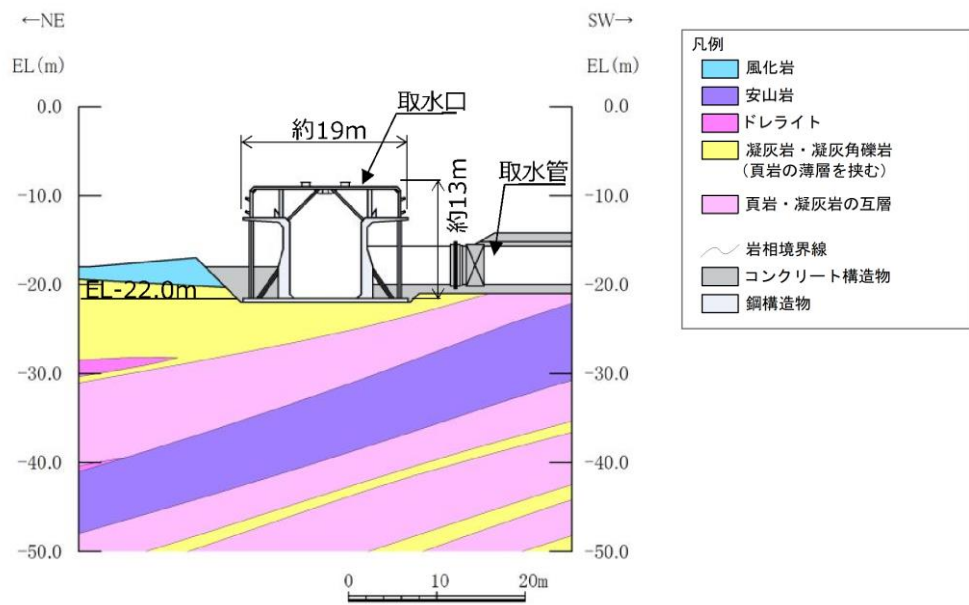 ←NE
SW→
EL(m)
EL(m)
0.0
0.0
-10.0
-10.0
-20.0
-20.0
-30.0
-30.0
-40.0
-40.0
-50.0
-50.0
取水口
約19m
約13m
取水管
EL-22.0m
0 10 20m
凡例
風化岩
安山岩
ドレライト
凝灰岩・凝灰角礫岩
(頁岩の薄層を挟む)
頁岩・凝灰岩の互層
岩相境界線
コンクリート構造物
鋼構造物